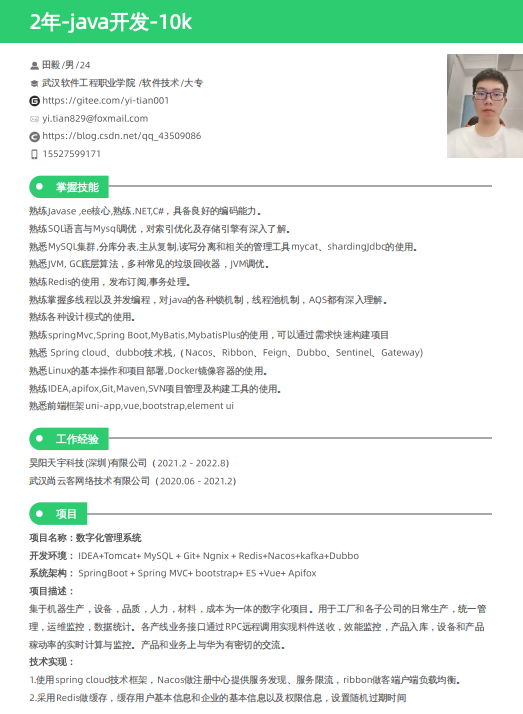 2年-java开发-10k
田毅/男/24
武汉软件工程职业学院 /软件技术/大专
https://gitee.com/yi-tian001
yi.tian829@foxmail.com
https://blog.csdn.net/qq_43509086
15527599171
掌握技能
熟练Javase ,ee核心,熟练.NET,C#，具备良好的编码能力。
熟练SQL语言与Mysql调优，对索引优化及存储引擎有深入了解。
熟悉MySQL集群,分库分表,主从复制,读写分离和相关的管理工具mycat、shardingJdbc的使用。
熟悉JVM, GC底层算法，多种常见的垃圾回收器，JVM调优。
熟练Redis的使用，发布订阅,事务处理。
熟练掌握多线程以及并发编程，对java的各种锁机制，线程池机制，AQS都有深入理解。
熟练各种设计模式的使用。
熟练springMvc,Spring Boot,MyBatis,MybatisPlus的使用，可以通过需求快速构建项目
熟悉 Spring cloud、dubbo技术栈,（Nacos、Ribbon、Feign、Dubbo、Sentinel、Gateway)
熟悉Linux的基本操作和项目部署,Docker镜像容器的使用。
熟练IDEA,apifox,Git,Maven,SVN项目管理及构建工具的使用。
熟悉前端框架uni-app,vue,bootstrap,element ui
工作经验
昊阳天宇科技(深圳)有限公司（2021.2 - 2022.8）
武汉尚云客网络技术有限公司（2020.06 - 2021.2）
项目
项目名称：数字化管理系统
开发环境： IDEA+Tomcat+ MySQL + Git+ Ngnix + Redis+Nacos+kafka+Dubbo
系统架构： SpringBoot + Spring MVC+ bootstrap+ ES +Vue+ Apifox
项目描述：
集于机器生产，设备，品质，人力，材料，成本为一体的数字化项目。用于工厂和各子公司的日常生产，统一管
理，运维监控，数据统计。各产线业务接口通过RPC远程调用实现料件送收，效能监控，产品入库，设备和产品
稼动率的实时计算与监控。产品和业务上与华为有密切的交流。
技术实现：
1.使用spring cloud技术框架，Nacos做注册中心提供服务发现、服务限流，ribbon做客端户端负载均衡。
2.采用Redis做缓存，缓存用户基本信息和企业的基本信息以及权限信息，设置随机过期时间